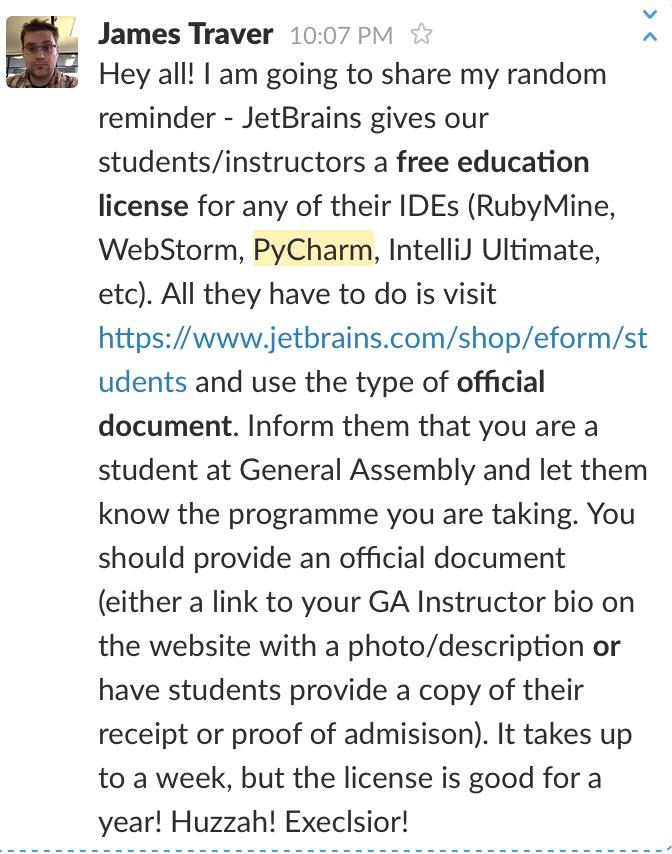 James Traver 10:07 PM
Hey all! I am going to share my random
reminder - JetBrains gives our
students/instructors a free education
license for any of their IDEs (RubyMine,
WebStorm, PyCharm, IntelliJ Ultimate,
etc). All they have to do is visit
https://www.jetbrains.com/shop/eform/st
udents and use the type of official
document. Inform them that you are a
student at General Assembly and let them
know the programme you are taking. You
should provide an official document
(either a link to your GA Instructor bio on
the website with a photo/description or
have students provide a copy of their
receipt or proof of admisison). It takes up
to a week, but the license is good for a
year! Huzzah! Execlsior!